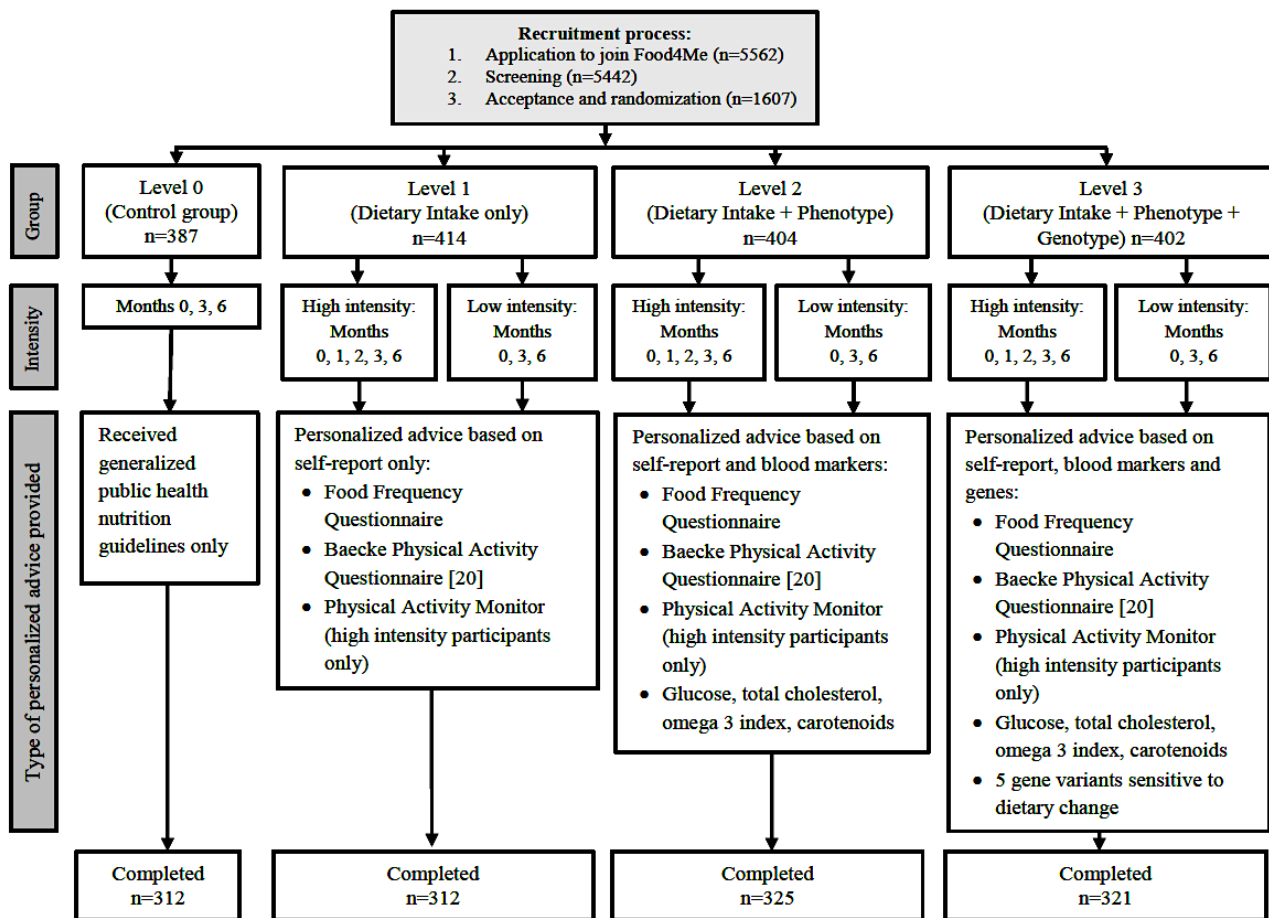 Recruitment process:
1. Application to join Food4Me (n=5562)
2. Screening (n=5442)
3. Acceptance and randomization (n=1607)
Group
Level 0
(Control group)
n=387
Level 1
(Dietary Intake only)
n=414
Level 2
(Dietary Intake + Phenotype)
n=404
Level 3
(Dietary Intake + Phenotype +
Genotype) n=402
Intensity
Months 0, 3, 6
High intensity:
Months
0, 1, 2, 3, 6
Low intensity:
Months
0, 3, 6
High intensity:
Months
0, 1, 2, 3, 6
Low intensity:
Months
0, 3, 6
High intensity:
Months
0, 1, 2, 3, 6
Low intensity:
Months
0, 3, 6
Type of personalized advice provided
Received
generalized
public health
nutrition
guidelines only
Personalized advice based on
self-report only:
• Food Frequency
Questionnaire
• Baecke Physical Activity
Questionnaire [20]
• Physical Activity Monitor
(high intensity participants
only)
Personalized advice based on
self-report and blood markers:
• Food Frequency
Questionnaire
• Baecke Physical Activity
Questionnaire [20]
• Physical Activity Monitor
(high intensity participants
only)
• Glucose, total cholesterol,
omega 3 index, carotenoids
Personalized advice based on
self-report, blood markers and
genes:
• Food Frequency
Questionnaire
• Baecke Physical Activity
Questionnaire [20]
• Physical Activity Monitor
(high intensity participants
only)
• Glucose, total cholesterol,
omega 3 index, carotenoids
• 5 gene variants sensitive to
dietary change
Completed
n=312
Completed
n=312
Completed
n=325
Completed
n=321